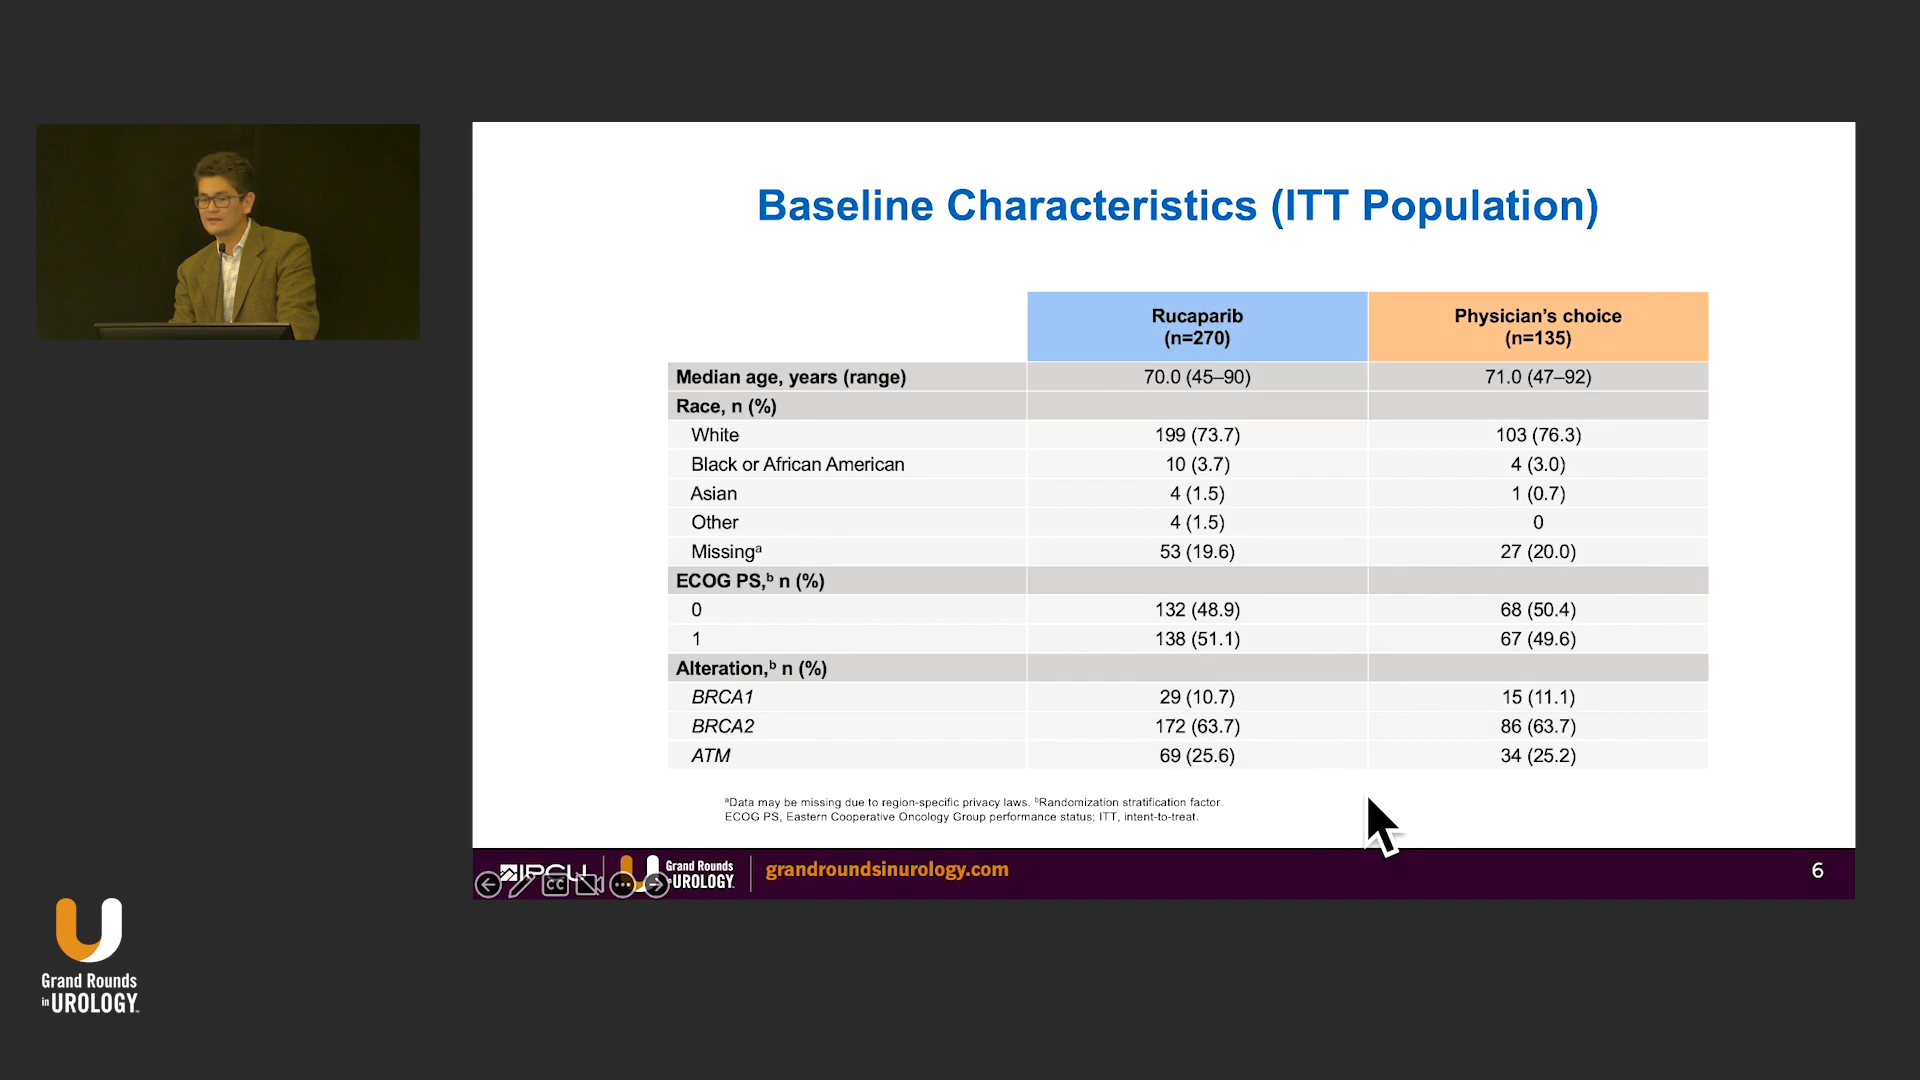 Baseline Characteristics (ITT Population)
Rucaparib Physician’s choice
(n=270) (n=135)
Median age, years (range) 70.0 (45–90) 71.0 (47–92)
Race, n (%)
White 199 (73.7) 103 (76.3)
Black or African American 10 (3.7) 4 (3.0)
Asian 4 (1.5) 1 (0.7)
Other 4 (1.5) 0
Missingᵃ 53 (19.6) 27 (20.0)
ECOG PS,ᵇ n (%)
0 132 (48.9) 68 (50.4)
1 138 (51.1) 67 (49.6)
Alteration,ᵇ n (%)
BRCA1 29 (10.7) 15 (11.1)
BRCA2 172 (63.7) 86 (63.7)
ATM 69 (25.6) 34 (25.2)
ᵃData may be missing due to region-specific privacy laws. ᵇRandomization stratification factor.
ECOG PS, Eastern Cooperative Oncology Group performance status; ITT, intent-to-treat.
CC
Grand Rounds
UROLOGY
grandroundsinurology.com
6
Grand Rounds
in UROLOGY